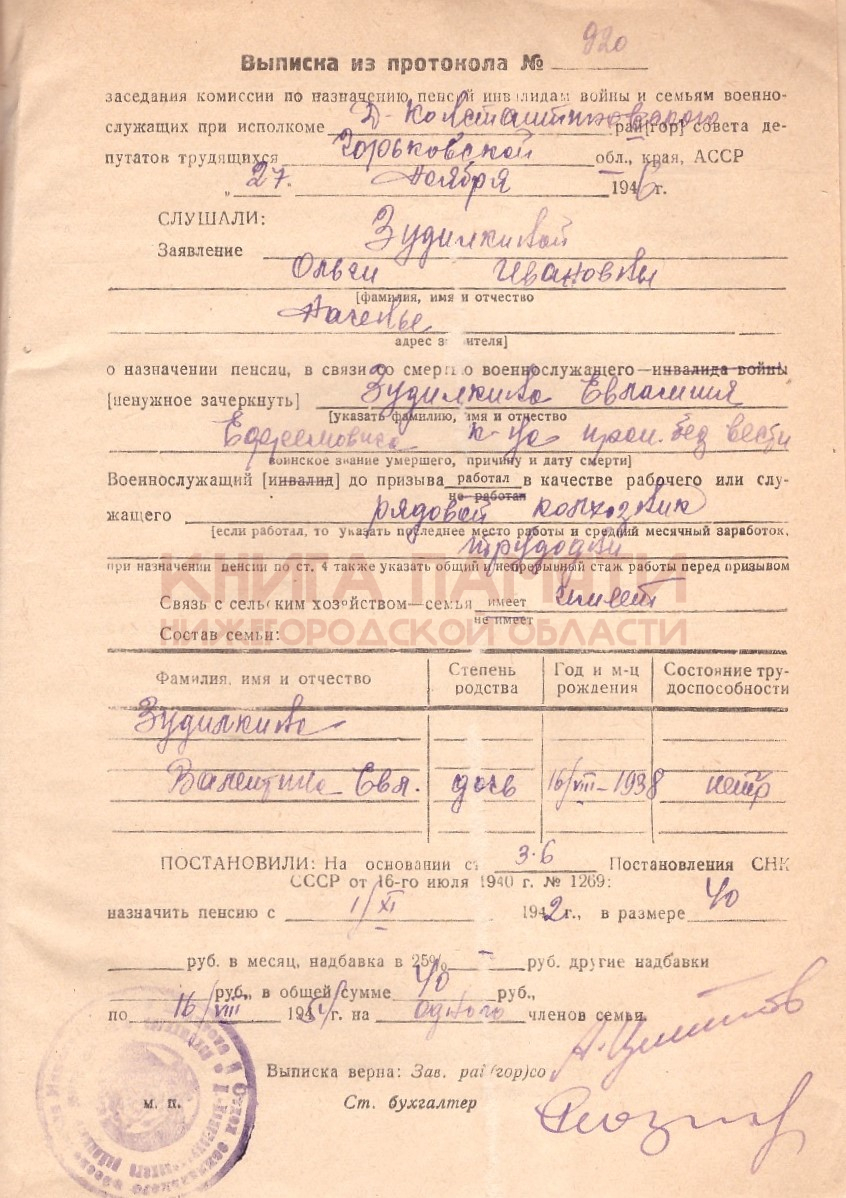 Выписка из протокола № 920
заседания комиссии по назначению пенсий инвалидам войны и семьям военно-
служащих при исполкоме Д-Константиновского рай[гор] совета де-
путатов трудящихся Горьковской обл., края, АССР
„27. ноября 1946 г.
СЛУШАЛИ:
Заявление Зудилкиной
Ольги Ивановны
[фамилия, имя и отчество
адрес заявителя]
о назначении пенсии, в связи со смертью военнослужащего—инвалида войны
[ненужное зачеркнуть] Зудилкина Евлампия
[указать фамилию, имя и отчество
Ефремовича к-ца проп. без вести
воинское звание умершего, причину и дату смерти]
Военнослужащий [инвалид] до призыва работал в качестве рабочего или слу-
не работал
жащего рядовой колхозник
[если работал, то указать последнее место работы и средний месячный заработок,
трудодни
при назначении пенсии по ст. 4 также указать общий и непрерывный стаж работы перед призывом
КНИГА ПАМЯТИ
Связь с сельским хозяйством—семья имеет имеет
не имеет
НИЖЕГОРОДСКОЙ ОБЛАСТИ
Состав семьи:
Фамилия, имя и отчество Степень родства Год и м-ц рождения Состояние тру-доспособности
Зудилкина
Валентина Евл. дочь 16/VIII-1938 нетр
ПОСТАНОВИЛИ: На основании ст 3.6 Постановления СНК
СССР от 16-го июля 1940 г. № 1269:
назначить пенсию с 1/XI 1942 г., в размере 40
руб. в месяц, надбавка в 25% — руб. другие надбавки
руб., в общей сумме 40 руб.,
по 16/VIII 1954 г. на одного членов семьи.
Выписка верна: Зав. рай(гор)со
м. п. Ст. бухгалтер